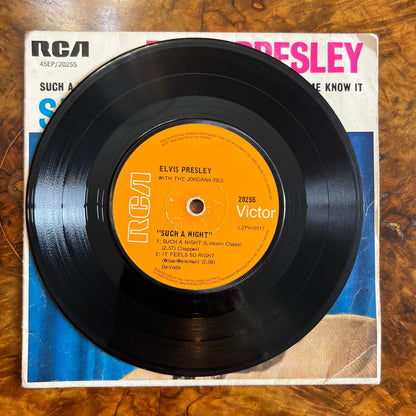 RCA
PRESLEY
45EP/20255
SUCH A
ME KNOW IT
S
ELVIS PRESLEY
WITH THE JORDANAIRES
RCA
20255
Victor
L2PH-0317
"SUCH A NIGHT"
1: SUCH A NIGHT (Lincoln Chase)
(2.57) Chappell
2: IT FEELS SO RIGHT
(Wise-Weisman) (2.08)
Belinda